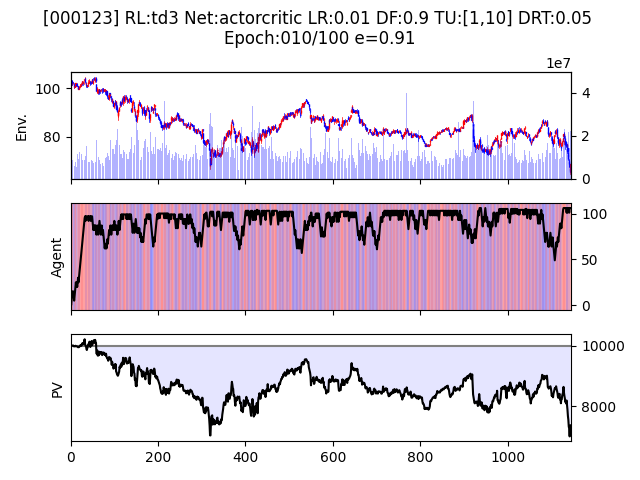 [000123] RL:td3 Net:actorcritic LR:0.01 DF:0.9 TU:[1,10] DRT:0.05
Epoch:010/100 e=0.91
1e7
Env.
100
80
4
2
0
Agent
100
50
0
PV
10000
8000
0 200 400 600 800 1000